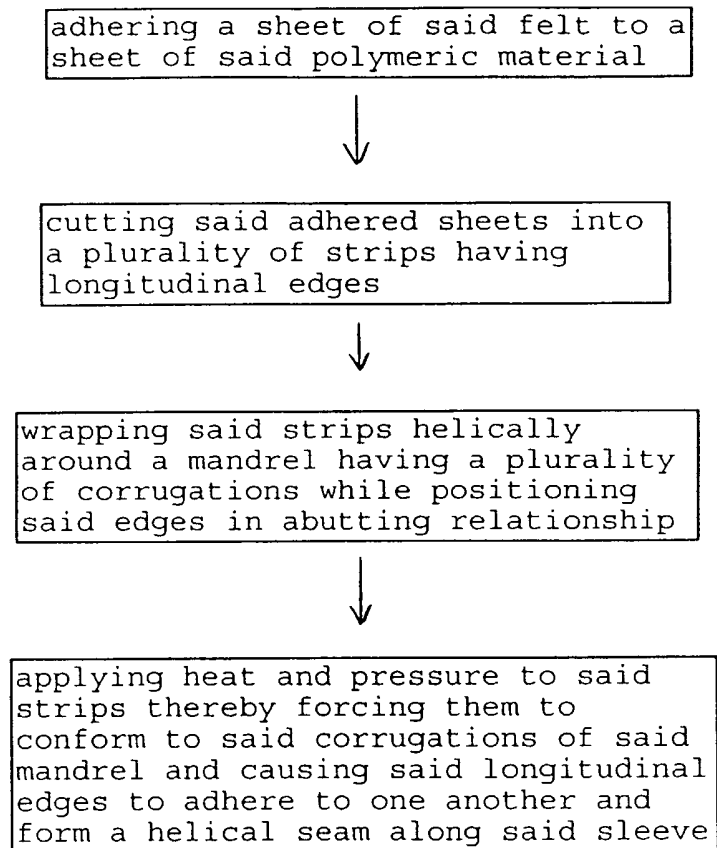 adhering a sheet of said felt to a
sheet of said polymeric material
cutting said adhered sheets into
a plurality of strips having
longitudinal edges
wrapping said strips helically
around a mandrel having a plurality
of corrugations while positioning
said edges in abutting relationship
applying heat and pressure to said
strips thereby forcing them to
conform to said corrugations of said
mandrel and causing said longitudinal
edges to adhere to one another and
form a helical seam along said sleeve